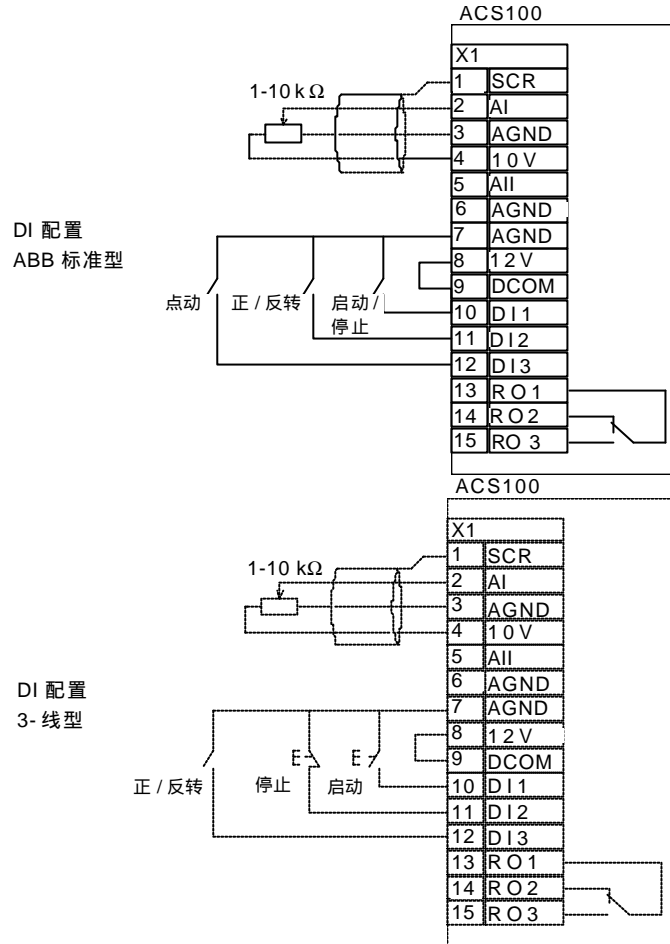 ACS100
X1
1 SCR
1-10 k Ω
2 AI
3 AGND
4 10V
5 AII
6 AGND
DI 配置
7 AGND
ABB 标准型
8 12V
9 DCOM
点动 正 / 反转 启动 /
停止
10 DI1
11 DI2
12 DI3
13 RO1
14 RO2
15 RO 3
ACS100
X1
1 SCR
1-10 kΩ
2 AI
3 AGND
4 10V
5 AII
DI 配置
6 AGND
3- 线型
7 AGND
8 12V
9 DCOM
正 / 反转 停止 启动
10 DI1
11 DI2
12 DI3
13 RO1
14 RO2
15 RO3